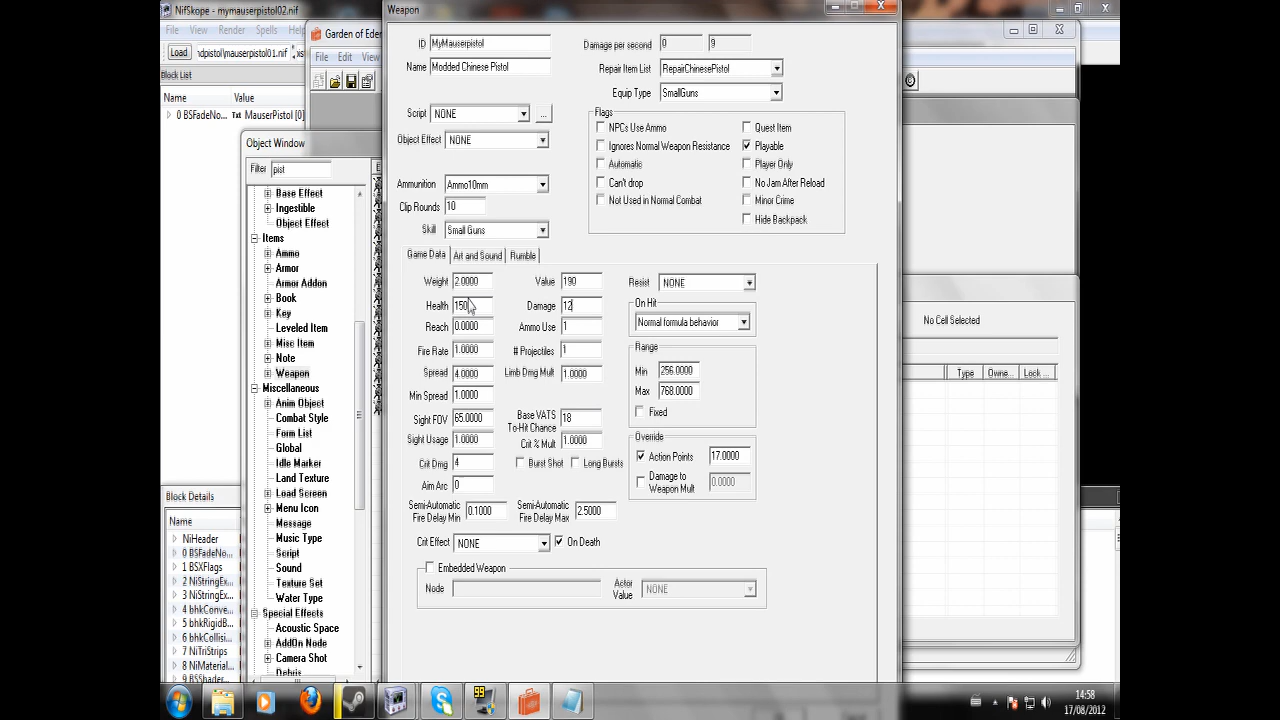 NifSkope - mymauserpistol02.nif
File View Render Spells
Load \dpistol\mauserpistol01.nif
Block List
Name Value
0 BSFadeNo... Txt MauserPistol [0]
Garden of Eden
File Edit View
Object Window
Filter pist
Base Effect
Ingestible
Object Effect
Items
Ammo
Armor
Armor Addon
Book
Key
Leveled Item
Misc Item
Note
Weapon
Miscellaneous
Anim Object
Combat Style
Form List
Global
Idle Marker
Land Texture
Load Screen
Menu Icon
Message
Music Type
Script
Sound
Texture Set
Water Type
Special Effects
Acoustic Space
AddOn Node
Camera Shot
Debris
Block Details
Name
NiHeader
0 BSFadeNo...
1 BSXFlags
2 NiStringEx...
3 NiStringEx...
4 bhkConve...
5 bhkRigidB...
6 bhkCollisi...
7 NiTriStrips
8 NiMaterial...
9 BSShader...
Weapon
ID MyMauserpistol
Name Modded Chinese Pistol
Script NONE ...
Object Effect NONE
Ammunition Ammo10mm
Clip Rounds 10
Skill Small Guns
Damage per second 0 9
Repair Item List RepairChinesePistol
Equip Type SmallGuns
Flags
NPCs Use Ammo Quest Item
Ignores Normal Weapon Resistance Playable
Automatic Player Only
Can't drop No Jam After Reload
Not Used in Normal Combat Minor Crime
Hide Backpack
Game Data Art and Sound Rumble
Weight 2.0000 Value 190 Resist NONE
Health 150 Damage 12 On Hit
Reach 0.0000 Ammo Use 1 Normal formula behavior
Fire Rate 1.0000 # Projectiles 1 Range
Spread 4.0000 Limb Dmg Mult 1.0000 Min 256.0000
Min Spread 1.0000 Max 768.0000
Sight FOV 65.0000 Base VATS To-Hit Chance 18 Fixed
Sight Usage 1.0000 Crit % Mult 1.0000 Override
Crit Dmg 4 Burst Shot Long Bursts Action Points 17.0000
Aim Arc 0 Damage to Weapon Mult 0.0000
Semi-Automatic Fire Delay Min 0.1000 Semi-Automatic Fire Delay Max 2.5000
Crit Effect NONE On Death
Embedded Weapon
Node Actor Value NONE
No Cell Selected
Type Owne... Lock ...
99
14:58
17/08/2012